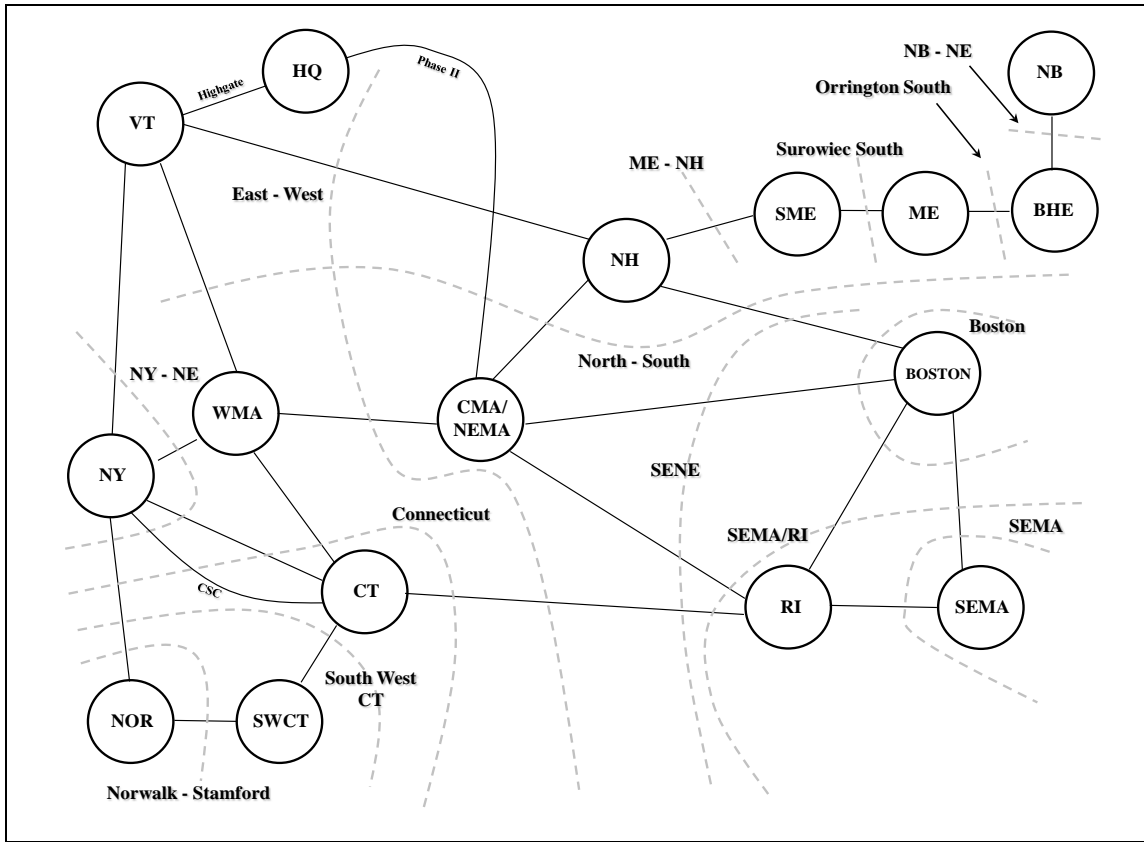 HQ
Phase II
NB - NE
NB
Highgate
Orrington South
VT
ME - NH
Surowiec South
East - West
SME
ME
BHE
NH
Boston
North - South
NY - NE
BOSTON
WMA
CMA/
NEMA
NY
SENE
Connecticut
SEMA/RI
SEMA
CSC
CT
RI
SEMA
South West
CT
NOR
SWCT
Norwalk - Stamford